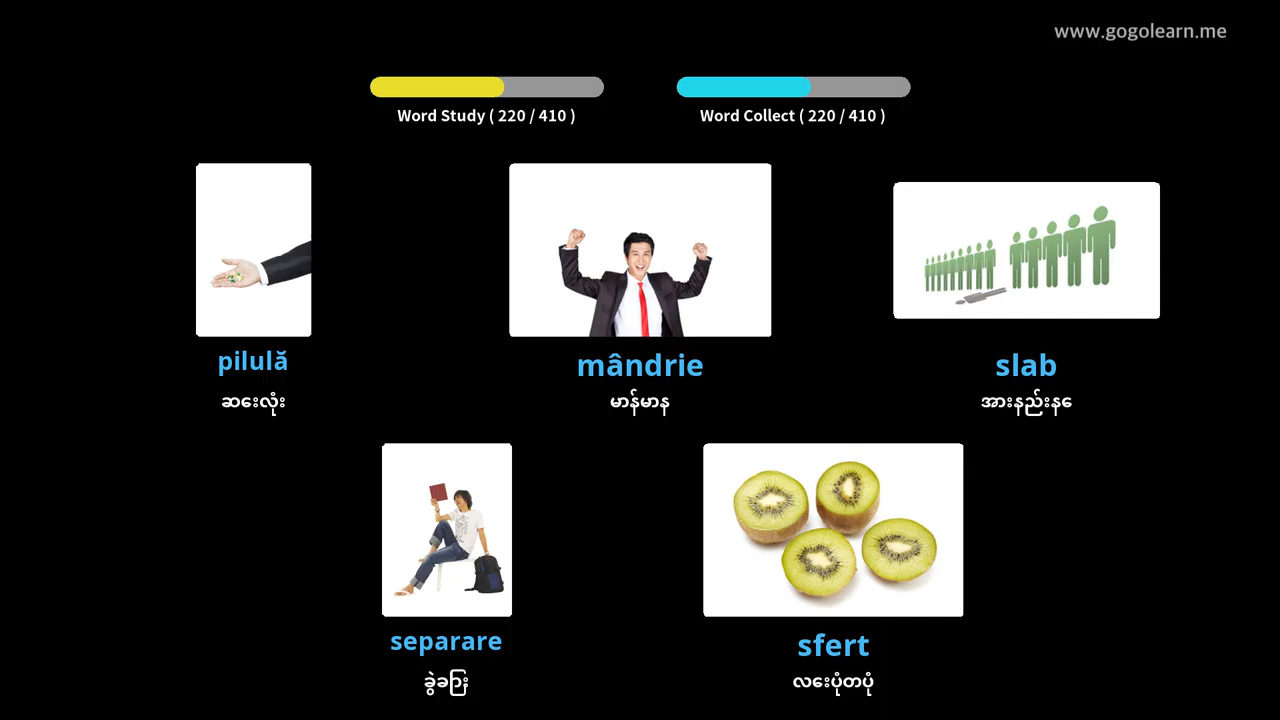 www.gogolearn.me
Word Study ( 220 / 410 )
Word Collect ( 220 / 410 )
pilulă
ဆေးလုံး
mândrie
မာန်မာန
slab
အားနည်းနေ
separare
ခွဲခြား
sfert
လေးပုံတပုံ